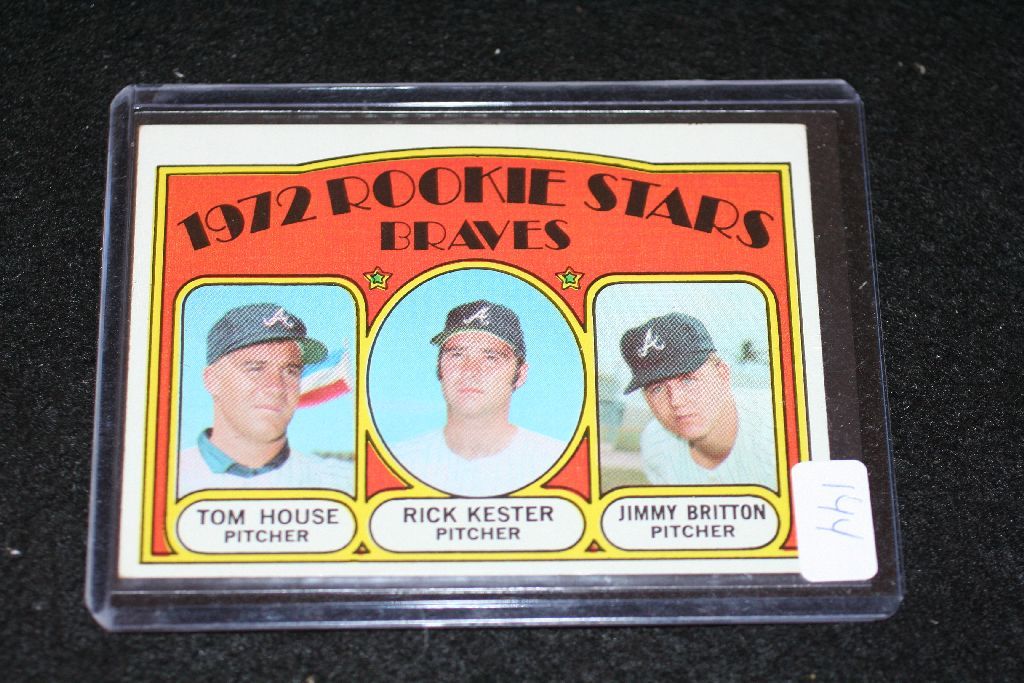 1972 ROOKIE STARS
BRAVES
A
A
A
TOM HOUSE
PITCHER
RICK KESTER
PITCHER
JIMMY BRITTON
PITCHER
144